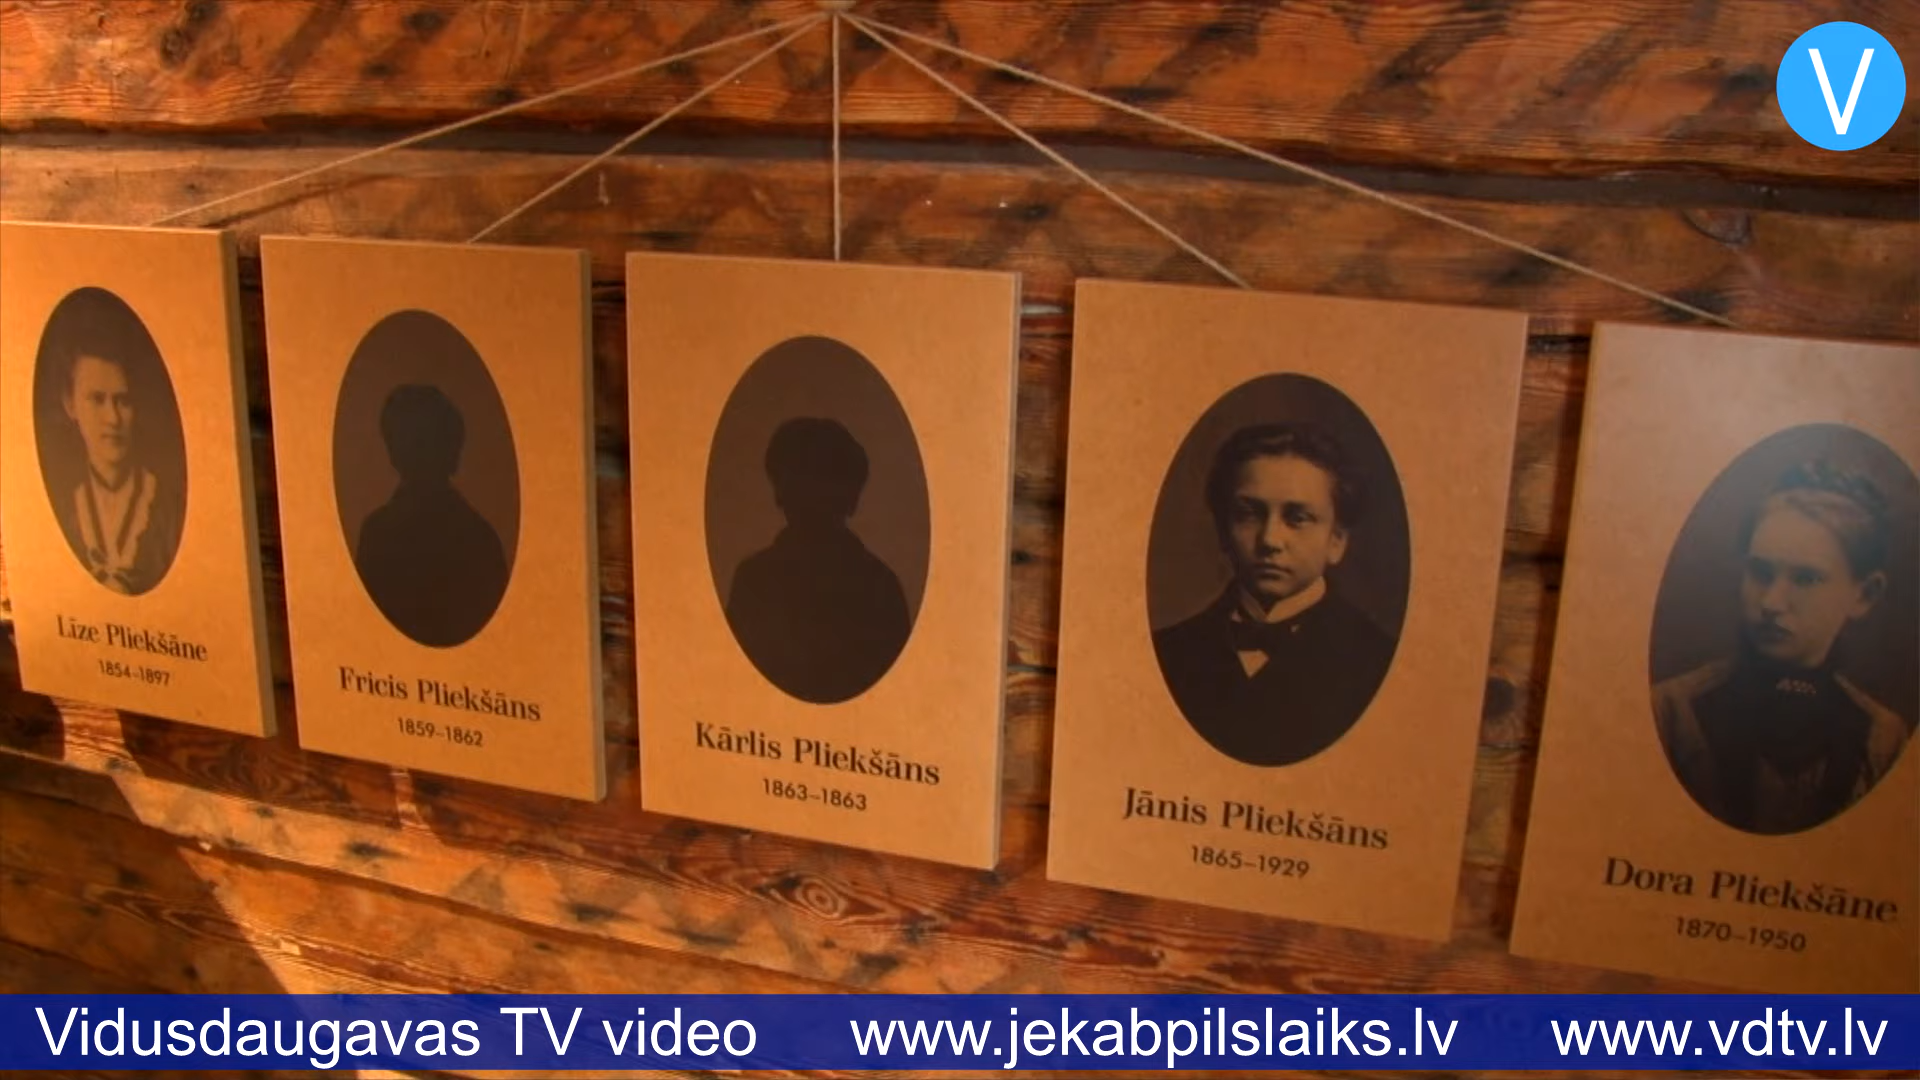 V
Līze Pliekšāne
1854–1897
Fricis Pliekšāns
1859–1862
Kārlis Pliekšāns
1863–1863
Jānis Pliekšāns
1865–1929
Dora Pliekšāne
1870–1950
Vidusdaugavas TV video www.jekabpilslaiks.lv www.vdtv.lv